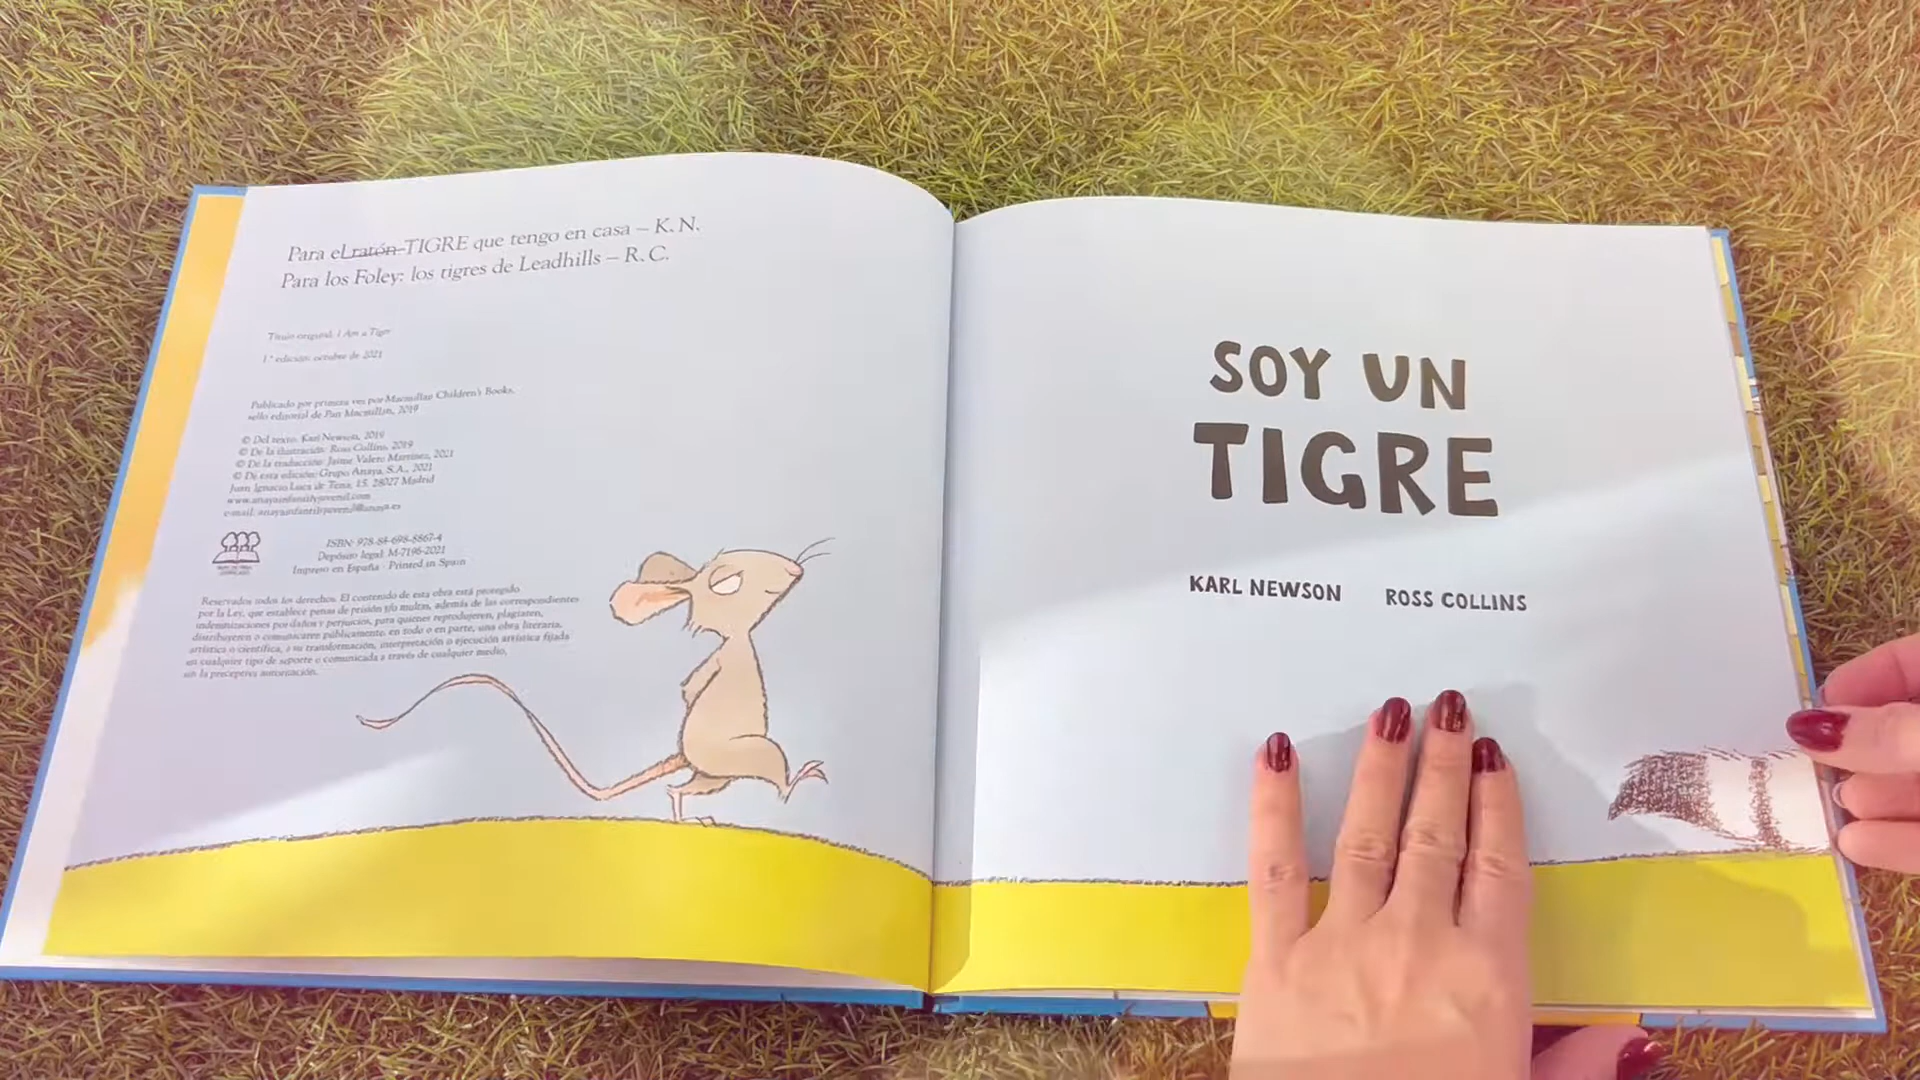 Para el ratón TIGRE que tengo en casa – K. N.
Para los Foley: los tigres de Leadhills – R. C.
Título original: I Am a Tiger
1.ª edición: octubre de 2021
Publicado por primera vez por Macmillan Children's Books,
sello editorial de Pan Macmillan, 2019
© Del texto: Karl Newson, 2019
© De la ilustración: Ross Collins, 2019
© De la traducción: Jaime Valero Martínez, 2021
© De esta edición: Grupo Anaya, S.A., 2021
Juan Ignacio Luca de Tena, 15. 28027 Madrid
www.anayainfantilyjuvenil.com
e-mail: anayainfantilyjuvenil@anaya.es
ISBN: 978-84-698-8867-4
Depósito legal: M-7196-2021
Impreso en España - Printed in Spain
Reservados todos los derechos. El contenido de esta obra está protegido
por la Ley, que establece penas de prisión y/o multas, además de las correspondientes
indemnizaciones por daños y perjuicios, para quienes reprodujeren, plagiaren,
distribuyeren o comunicaren públicamente, en todo o en parte, una obra literaria,
artística o científica, o su transformación, interpretación o ejecución artística fijada
en cualquier tipo de soporte o comunicada a través de cualquier medio,
sin la preceptiva autorización.
SOY UN
TIGRE
KARL NEWSON ROSS COLLINS